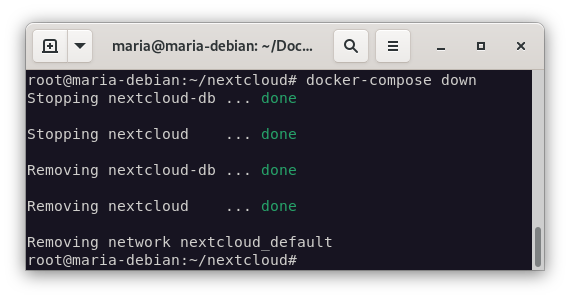 maria@maria-debian: ~/Doc...
root@maria-debian:~/nextcloud# docker-compose down
Stopping nextcloud-db ... done
Stopping nextcloud    ... done
Removing nextcloud-db ... done
Removing nextcloud    ... done
Removing network nextcloud_default
root@maria-debian:~/nextcloud#